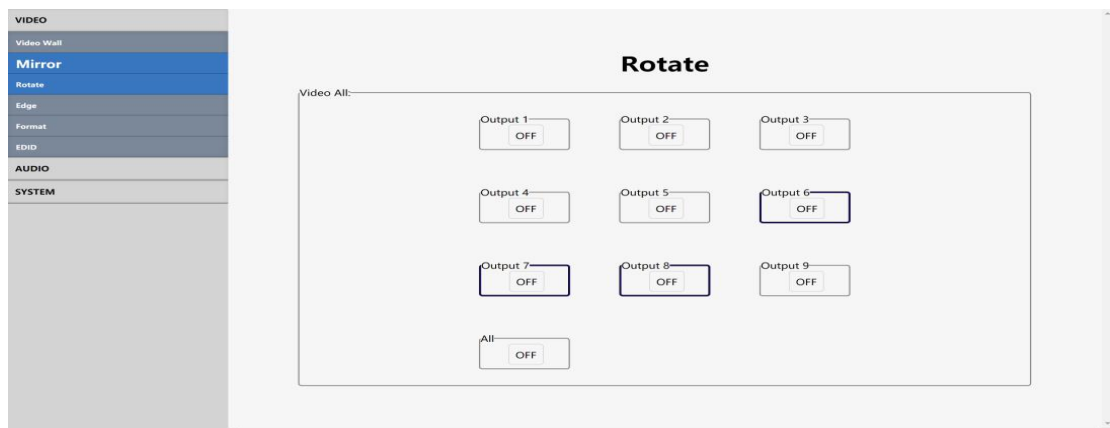 VIDEO
Video Wall
Mirror
Rotate
Edge
Format
EDID
AUDIO
SYSTEM
Rotate
Video All:
Output 1 Output 2 Output 3
OFF OFF OFF
Output 4 Output 5 Output 6
OFF OFF OFF
Output 7 Output 8 Output 9
OFF OFF OFF
All
OFF